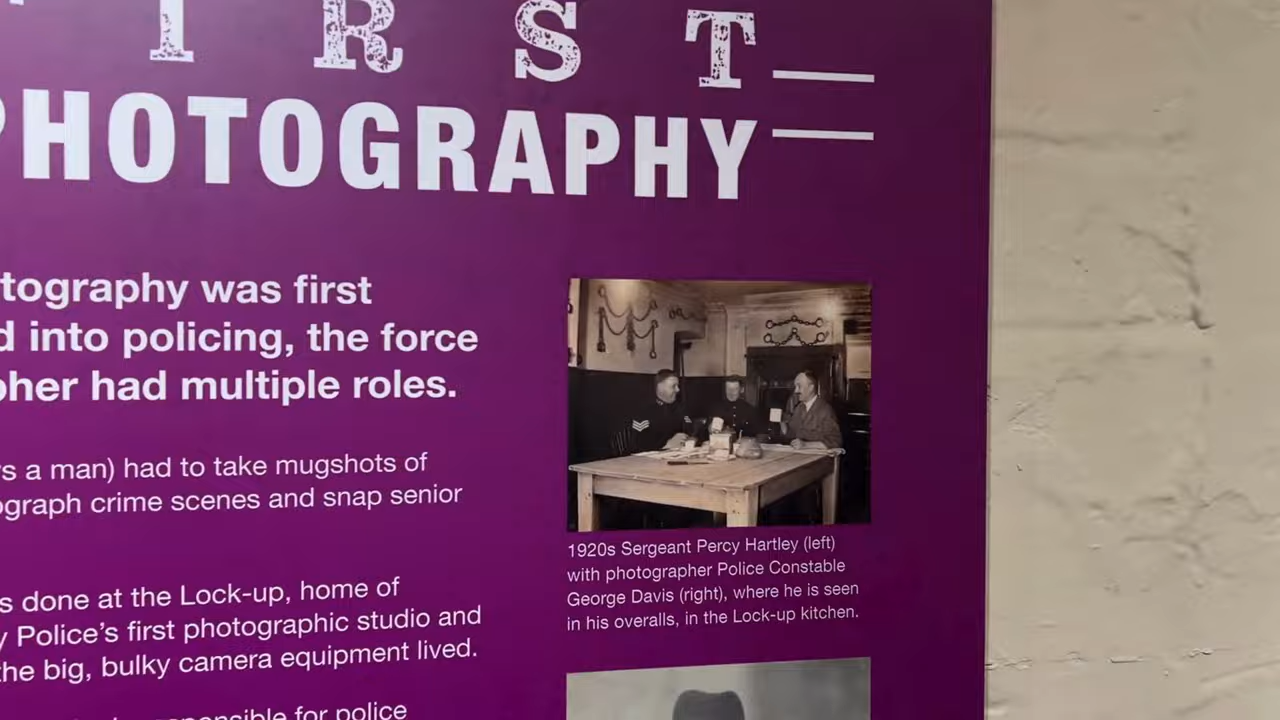 IRST
PHOTOGRAPHY
tography was first
d into policing, the force
pher had multiple roles.
s a man) had to take mugshots of
ograph crime scenes and snap senior
s done at the Lock-up, home of
y Police's first photographic studio and
the big, bulky camera equipment lived.
responsible for police
1920s Sergeant Percy Hartley (left)
with photographer Police Constable
George Davis (right), where he is seen
in his overalls, in the Lock-up kitchen.